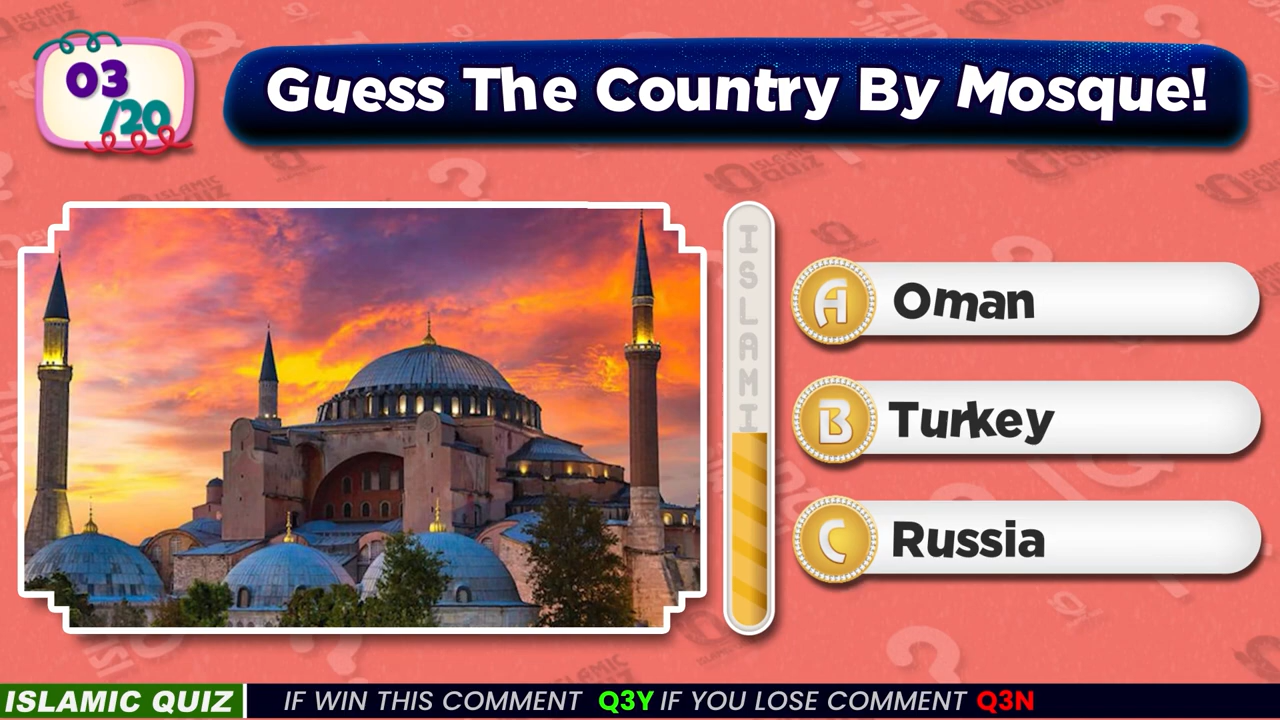 03
/20
Guess The Country By Mosque!
ISLAMI
A Oman
B Turkey
C Russia
ISLAMIC QUIZ
IF WIN THIS COMMENT Q3Y IF YOU LOSE COMMENT Q3N